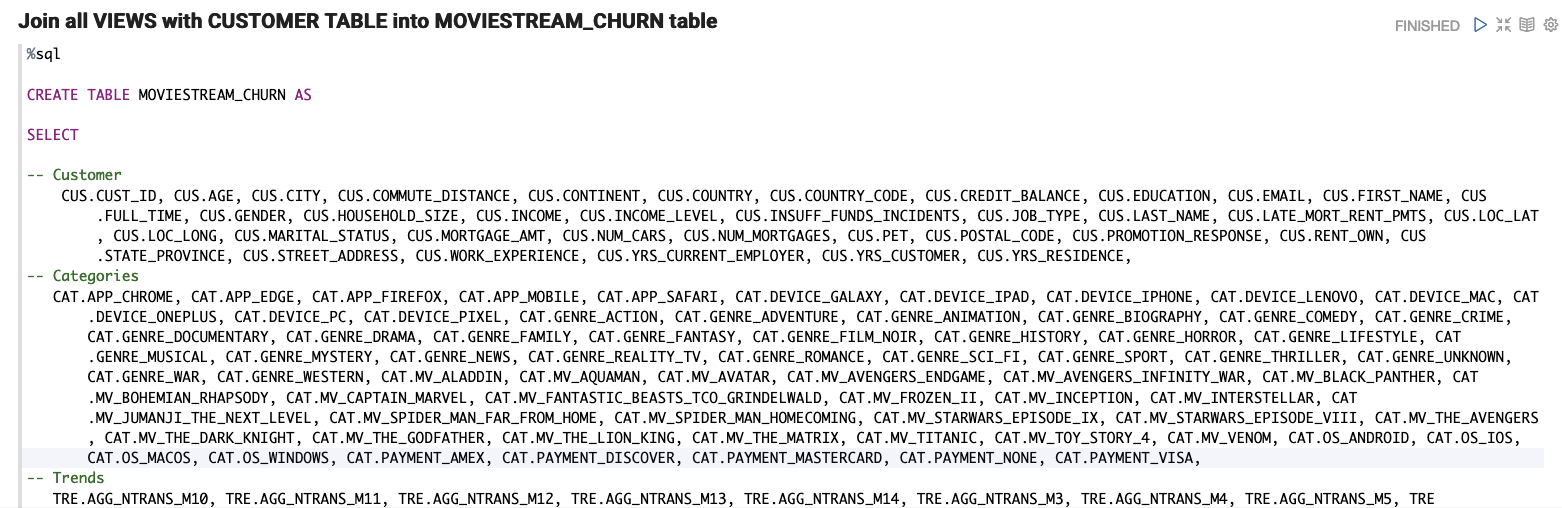 Join all VIEWS with CUSTOMER TABLE into MOVIESTREAM_CHURN table
FINISHED
%sql
CREATE TABLE MOVIESTREAM_CHURN AS
SELECT
-- Customer
CUS.CUST_ID, CUS.AGE, CUS.CITY, CUS.COMMUTE_DISTANCE, CUS.CONTINENT, CUS.COUNTRY, CUS.COUNTRY_CODE, CUS.CREDIT_BALANCE, CUS.EDUCATION, CUS.EMAIL, CUS.FIRST_NAME, CUS
.FULL_TIME, CUS.GENDER, CUS.HOUSEHOLD_SIZE, CUS.INCOME, CUS.INCOME_LEVEL, CUS.INSUFF_FUNDS_INCIDENTS, CUS.JOB_TYPE, CUS.LAST_NAME, CUS.LATE_MORT_RENT_PMTS, CUS.LOC_LAT
, CUS.LOC_LONG, CUS.MARITAL_STATUS, CUS.MORTGAGE_AMT, CUS.NUM_CARS, CUS.NUM_MORTGAGES, CUS.PET, CUS.POSTAL_CODE, CUS.PROMOTION_RESPONSE, CUS.RENT_OWN, CUS
.STATE_PROVINCE, CUS.STREET_ADDRESS, CUS.WORK_EXPERIENCE, CUS.YRS_CURRENT_EMPLOYER, CUS.YRS_CUSTOMER, CUS.YRS_RESIDENCE,
-- Categories
CAT.APP_CHROME, CAT.APP_EDGE, CAT.APP_FIREFOX, CAT.APP_MOBILE, CAT.APP_SAFARI, CAT.DEVICE_GALAXY, CAT.DEVICE_IPAD, CAT.DEVICE_IPHONE, CAT.DEVICE_LENOVO, CAT.DEVICE_MAC, CAT
.DEVICE_ONEPLUS, CAT.DEVICE_PC, CAT.DEVICE_PIXEL, CAT.GENRE_ACTION, CAT.GENRE_ADVENTURE, CAT.GENRE_ANIMATION, CAT.GENRE_BIOGRAPHY, CAT.GENRE_COMEDY, CAT.GENRE_CRIME,
CAT.GENRE_DOCUMENTARY, CAT.GENRE_DRAMA, CAT.GENRE_FAMILY, CAT.GENRE_FANTASY, CAT.GENRE_FILM_NOIR, CAT.GENRE_HISTORY, CAT.GENRE_HORROR, CAT.GENRE_LIFESTYLE, CAT
.GENRE_MUSICAL, CAT.GENRE_MYSTERY, CAT.GENRE_NEWS, CAT.GENRE_REALITY_TV, CAT.GENRE_ROMANCE, CAT.GENRE_SCI_FI, CAT.GENRE_SPORT, CAT.GENRE_THRILLER, CAT.GENRE_UNKNOWN,
CAT.GENRE_WAR, CAT.GENRE_WESTERN, CAT.MV_ALADDIN, CAT.MV_AQUAMAN, CAT.MV_AVATAR, CAT.MV_AVENGERS_ENDGAME, CAT.MV_AVENGERS_INFINITY_WAR, CAT.MV_BLACK_PANTHER, CAT
.MV_BOHEMIAN_RHAPSODY, CAT.MV_CAPTAIN_MARVEL, CAT.MV_FANTASTIC_BEASTS_TCO_GRINDELWALD, CAT.MV_FROZEN_II, CAT.MV_INCEPTION, CAT.MV_INTERSTELLAR, CAT
.MV_JUMANJI_THE_NEXT_LEVEL, CAT.MV_SPIDER_MAN_FAR_FROM_HOME, CAT.MV_SPIDER_MAN_HOMECOMING, CAT.MV_STARWARS_EPISODE_IX, CAT.MV_STARWARS_EPISODE_VIII, CAT.MV_THE_AVENGERS
, CAT.MV_THE_DARK_KNIGHT, CAT.MV_THE_GODFATHER, CAT.MV_THE_LION_KING, CAT.MV_THE_MATRIX, CAT.MV_TITANIC, CAT.MV_TOY_STORY_4, CAT.MV_VENOM, CAT.OS_ANDROID, CAT.OS_IOS,
CAT.OS_MACOS, CAT.OS_WINDOWS, CAT.PAYMENT_AMEX, CAT.PAYMENT_DISCOVER, CAT.PAYMENT_MASTERCARD, CAT.PAYMENT_NONE, CAT.PAYMENT_VISA,
-- Trends
TRE.AGG_NTRANS_M10, TRE.AGG_NTRANS_M11, TRE.AGG_NTRANS_M12, TRE.AGG_NTRANS_M13, TRE.AGG_NTRANS_M14, TRE.AGG_NTRANS_M3, TRE.AGG_NTRANS_M4, TRE.AGG_NTRANS_M5, TRE